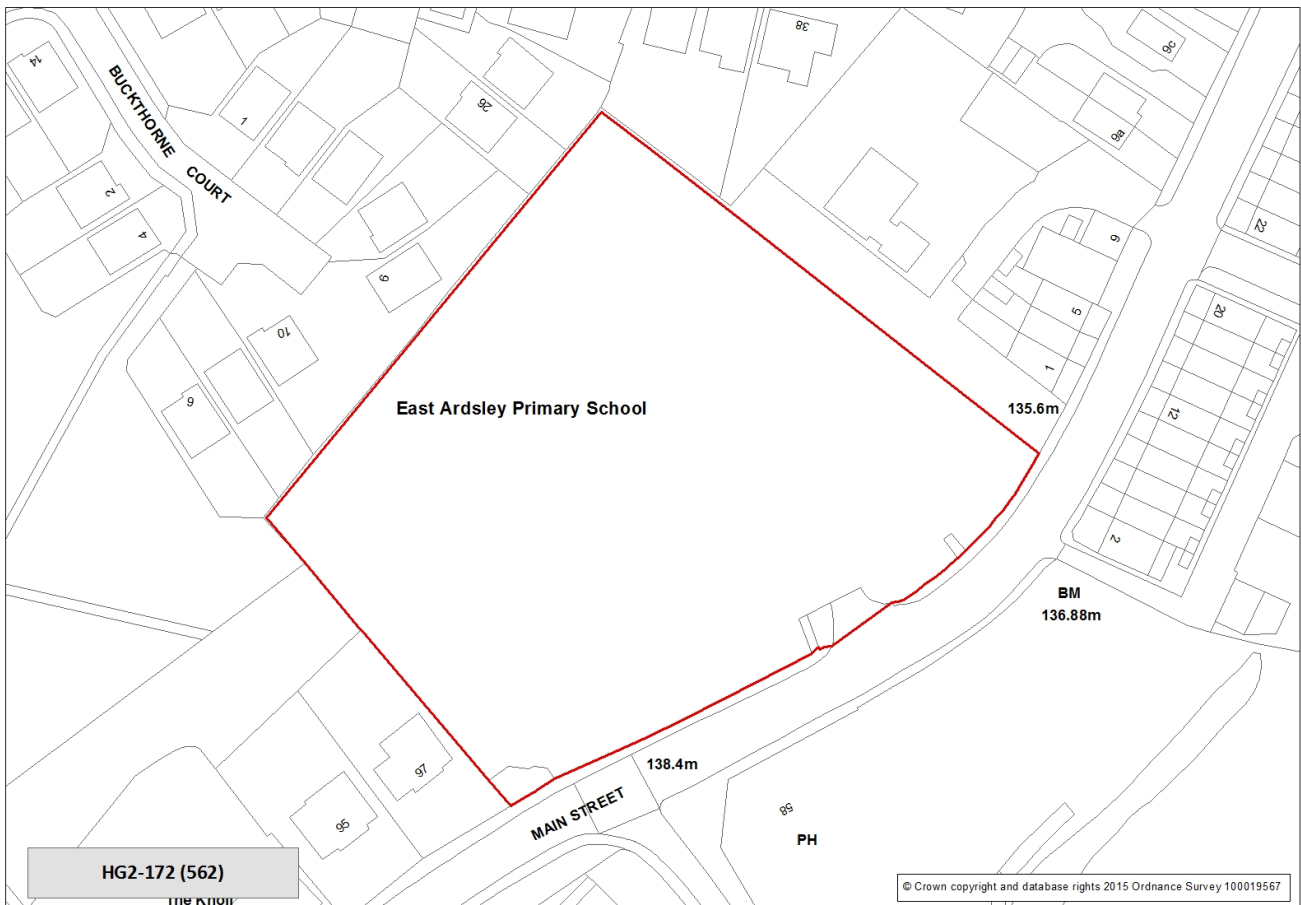 38
14
9c
BUCKTHORNE
COURT
1
26
9a
2
4
6
9
22
10
5
20
1
9
East Ardsley Primary School
135.6m
12
2
BM
136.88m
138.4m
97
95
MAIN STREET
58
PH
HG2-172 (562)
The Knoll
© Crown copyright and database rights 2015 Ordnance Survey 100019567